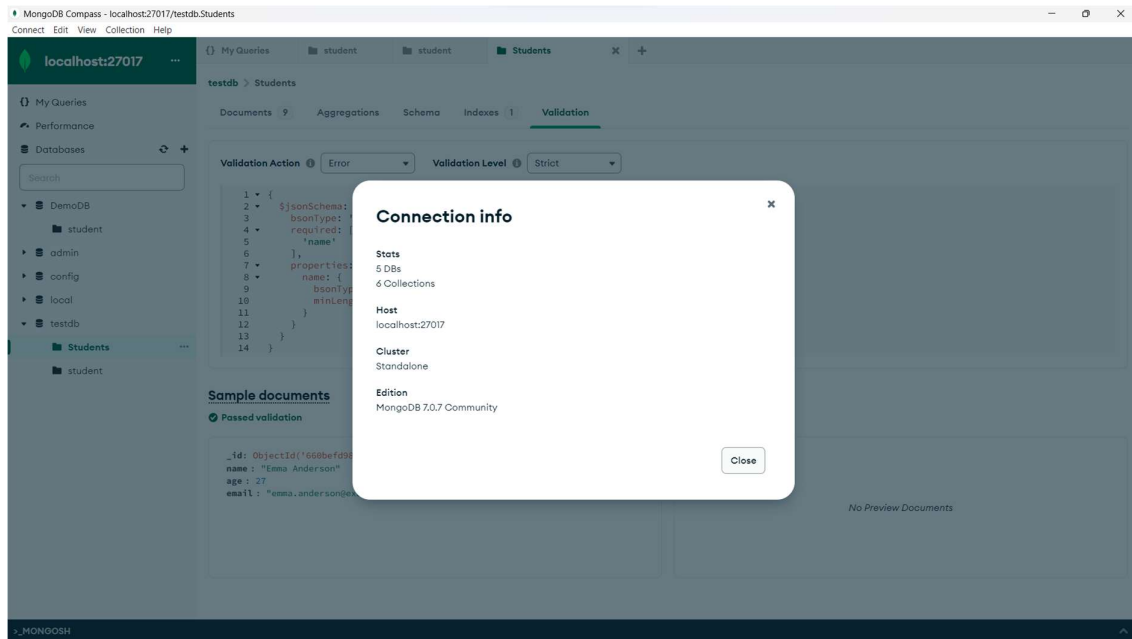 MongoDB Compass - localhost:27017/testdb.Students
Connect Edit View Collection Help
localhost:27017
{} My Queries
Performance
Databases
Search
DemoDB
student
admin
config
local
testdb
Students
student
{} My Queries student student Students
testdb > Students
Documents 9 Aggregations Schema Indexes 1 Validation
Validation Action Error Validation Level Strict
1 {
2 $jsonSchema:
3 bsonType: '
4 required: [
5 'name'
6 ],
7 properties:
8 name: {
9 bsonTyp
10 minLeng
11 }
12 }
13 }
14 }
Connection info
Stats
5 DBs
6 Collections
Host
localhost:27017
Cluster
Standalone
Edition
MongoDB 7.0.7 Community
Close
Sample documents
Passed validation
_id: ObjectId('660befd98
name : "Emma Anderson"
age : 27
email : "emma.anderson@ex
No Preview Documents
>_MONGOSH